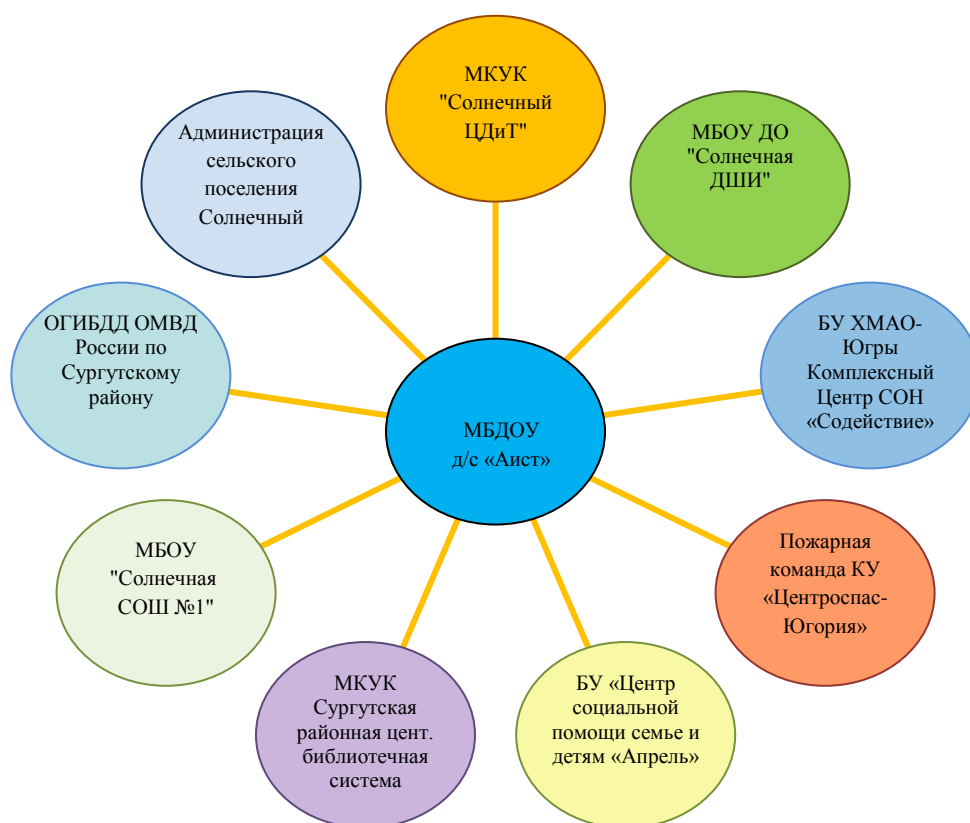 МКУК
"Солнечный
ЦДиТ"
МБОУ ДО
"Солнечная
ДШИ"
БУ ХМАО-
Югры
Комплексный
Центр СОН
«Содействие»
Пожарная
команда КУ
«Центроспас-
Югория»
БУ «Центр
социальной
помощи семье и
детям «Апрель»
МКУК
Сургутская
районная цент.
библиотечная
система
МБОУ
"Солнечная
СОШ №1"
ОГИБДД ОМВД
России по
Сургутскому
району
Администрация
сельского
поселения
Солнечный
МБДОУ
д/с «Аист»